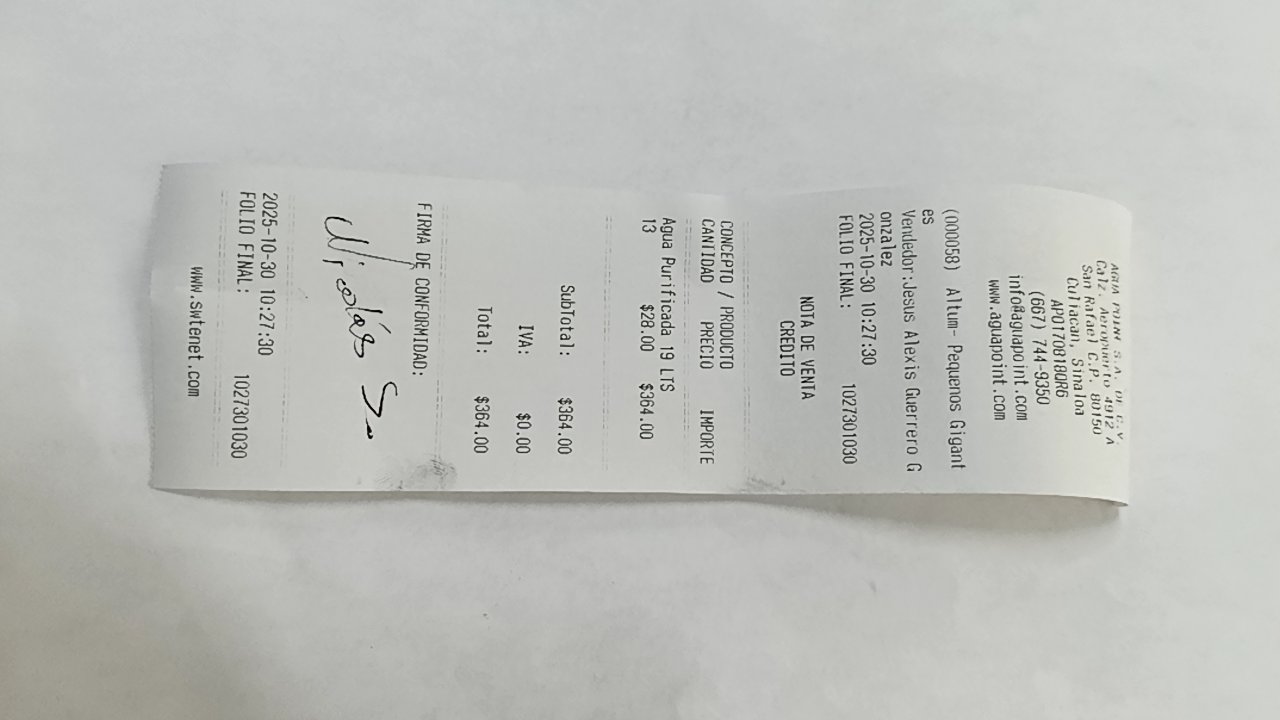 AGUA POINT S.A. DE C.V.
Calz. Aeropuerto 4912 A
San Rafael C.P. 80150
Culiacan, Sinaloa
APO170818DR6
(667) 744-9350
info@aguapoint.com
www.aguapoint.com
(000058) Altum- Pequenos Gigant
es
Vendedor:Jesus Alexis Guerrero G
onzalez
2025-10-30 10:27:30
FOLIO FINAL: 1027301030
NOTA DE VENTA
CREDITO
CONCEPTO / PRODUCTO
CANTIDAD PRECIO IMPORTE
Agua Purificada 19 LTS
13 $28.00 $364.00
SubTotal: $364.00
IVA: $0.00
Total: $364.00
FIRMA DE CONFORMIDAD:
Nicolás
2025-10-30 10:27:30
FOLIO FINAL: 1027301030
www.swtenet.com